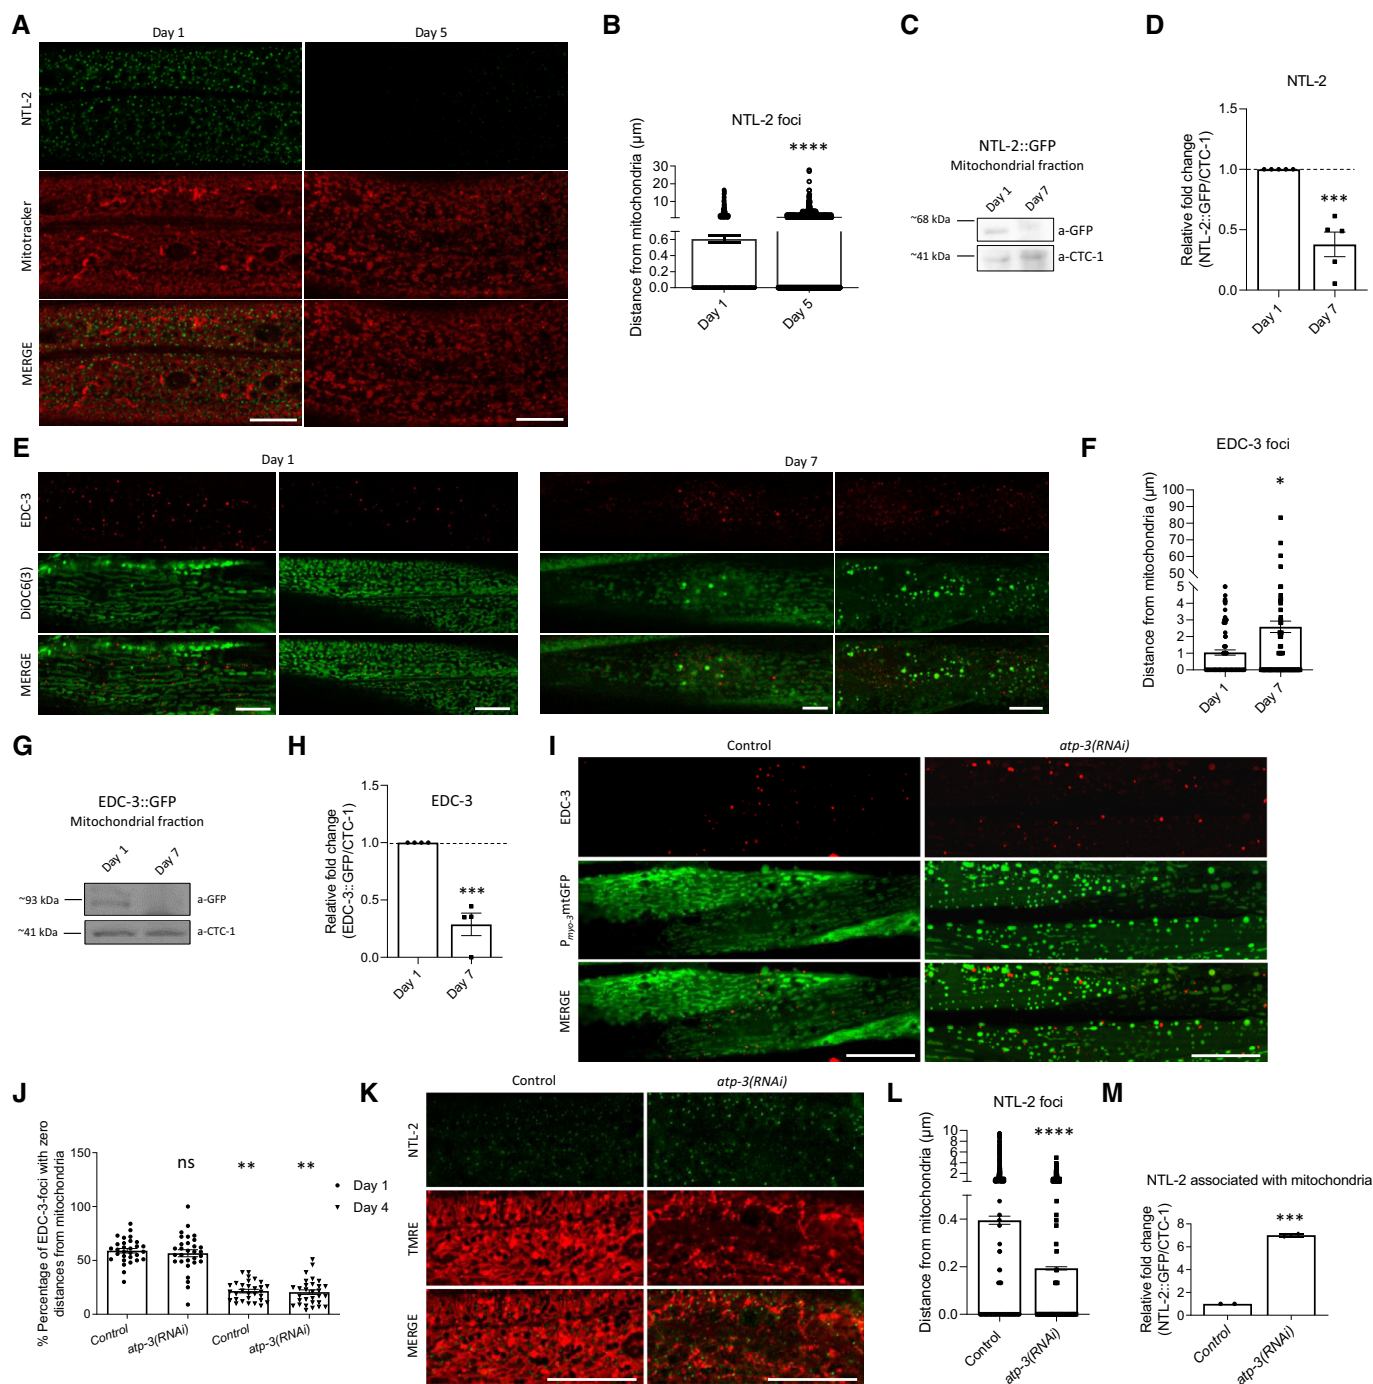 A
Day 1
Day 5
NTL-2
Mitotracker
MERGE
B
NTL-2 foci
Distance from mitochondria (µm)
****
30
20
10
0.6
0.4
0.2
0.0
Day 1
Day 5
C
NTL-2::GFP
Mitochondrial fraction
Day 1
Day 7
~68 kDa
a-GFP
~41 kDa
a-CTC-1
D
NTL-2
Relative fold change
(NTL-2::GFP/CTC-1)
1.5
1.0
0.5
0.0
***
Day 1
Day 7
E
Day 1
Day 7
EDC-3
DiOC6(3)
MERGE
F
EDC-3 foci
Distance from mitochondria (µm)
*
100
90
80
70
60
50
5
4
3
2
1
0
Day 1
Day 7
G
EDC-3::GFP
Mitochondrial fraction
Day 1
Day 7
~93 kDa
a-GFP
~41 kDa
a-CTC-1
H
EDC-3
Relative fold change
(EDC-3::GFP/CTC-1)
1.5
1.0
0.5
0.0
***
Day 1
Day 7
I
Control
atp-3(RNAi)
EDC-3
Pmyo-3mtGFP
MERGE
J
% Percentage of EDC-3-foci with zero
distances from mitochondria
150
100
50
0
ns
**
**
Day 1
Day 4
Control
atp-3(RNAi)
Control
atp-3(RNAi)
K
Control
atp-3(RNAi)
NTL-2
TMRE
MERGE
L
NTL-2 foci
Distance from mitochondria (µm)
****
10
8
6
4
2
0.4
0.2
0.0
Control
atp-3(RNAi)
M
NTL-2 associated with mitochondria
Relative fold change
(NTL-2::GFP/CTC-1)
***
8
6
4
2
0
Control
atp-3(RNAi)